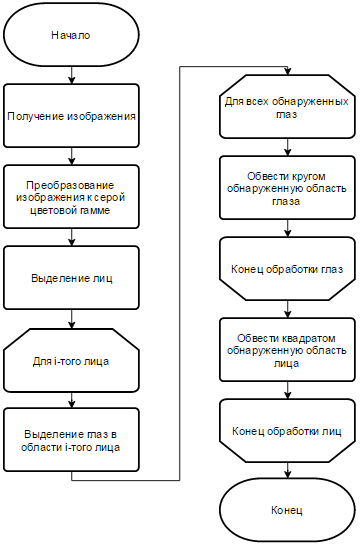 Начало
Получение изображения
Преобразование
изображения к серой
цветовой гамме
Выделение лиц
Для i-того лица
Выделение глаз в
области i-того лица
Для всех обнаруженных
глаз
Обвести кругом
обнаруженную область
глаза
Конец обработки глаз
Обвести квадратом
обнаруженную область
лица
Конец обработки лиц
Конец